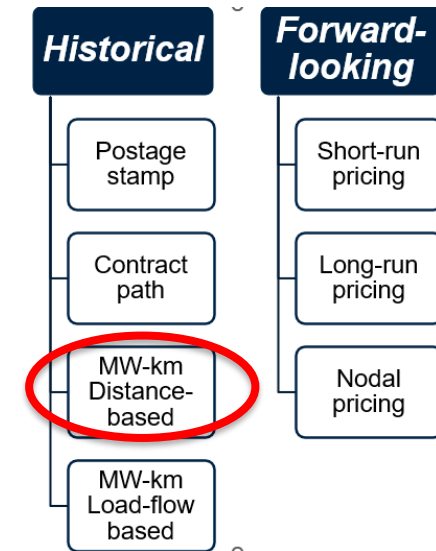 Historical
Postage
stamp
Contract
path
MW-km
Distance-
based
MW-km
Load-flow
based
Forward-
looking
Short-run
pricing
Long-run
pricing
Nodal
pricing